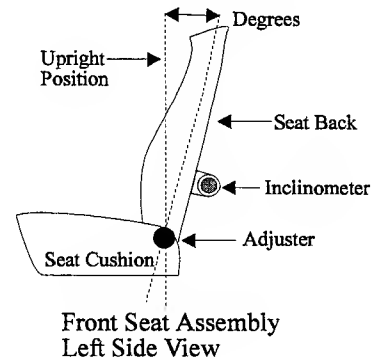 Degrees
Upright
Position
Seat Back
Inclinometer
Adjuster
Seat Cushion
Front Seat Assembly
Left Side View